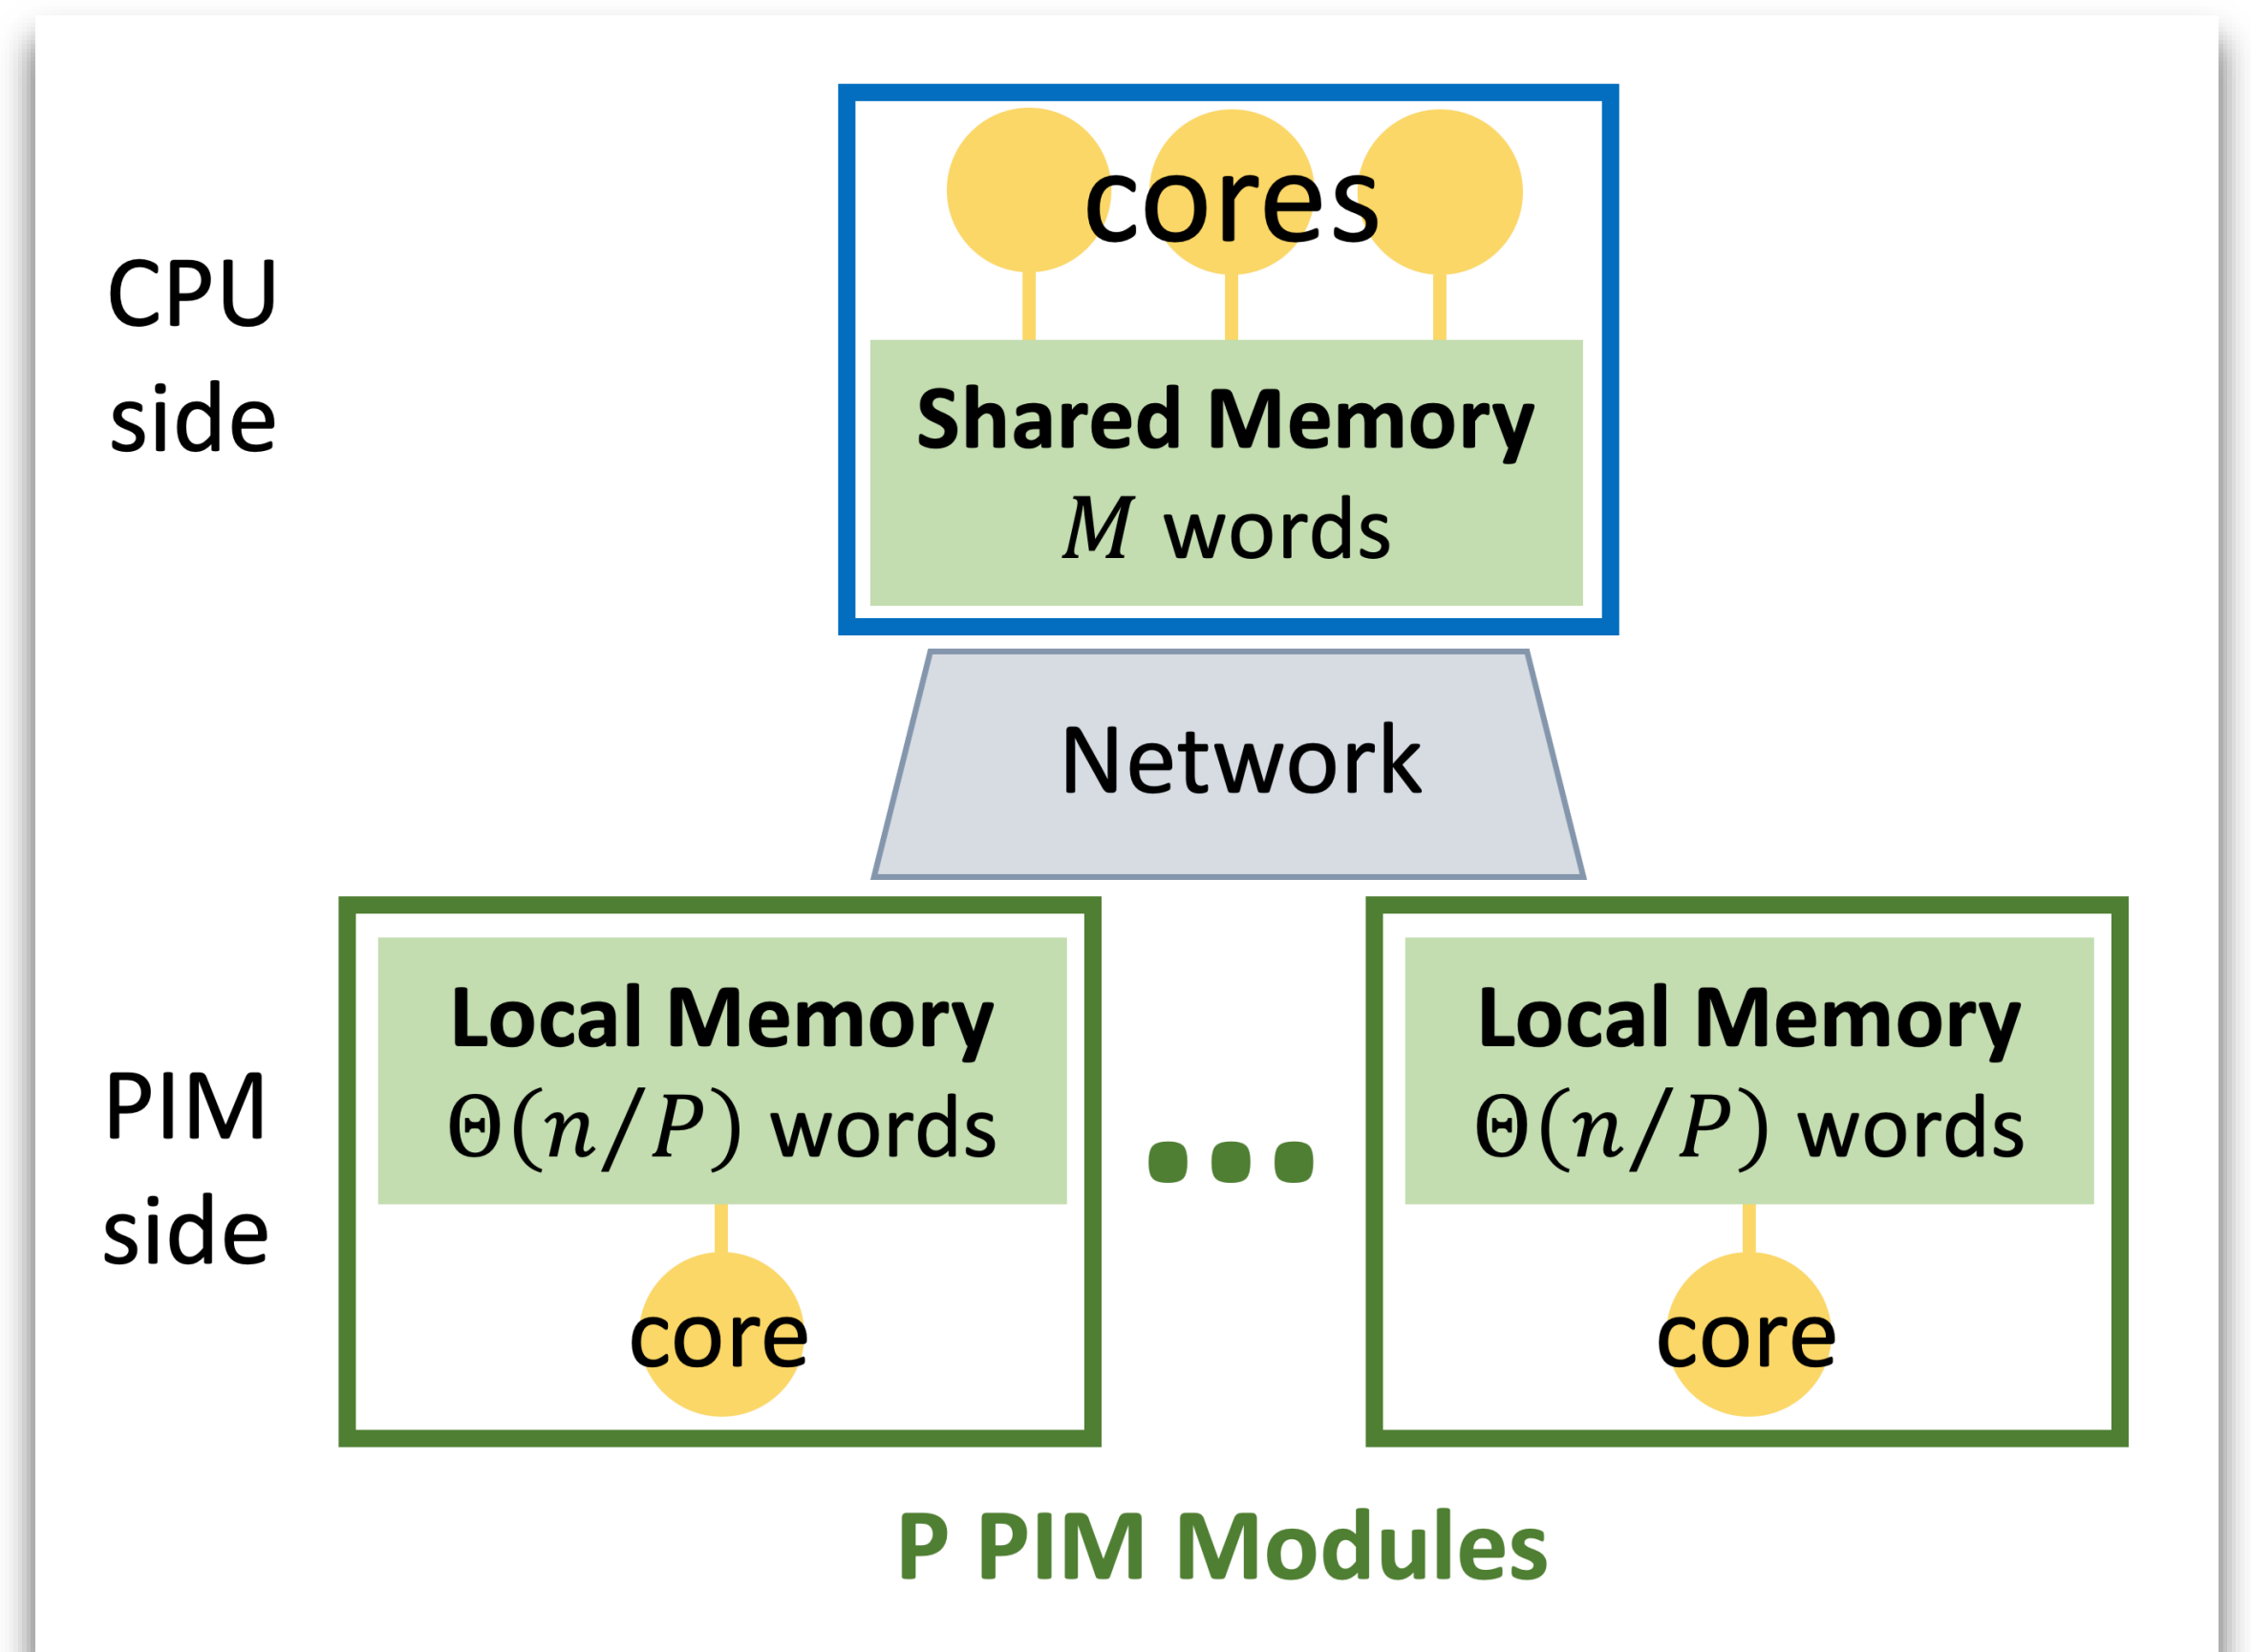 cores
CPU
side
Shared Memory
M words
Network
Local Memory
Θ(n/P) words
core
Local Memory
Θ(n/P) words
core
PIM
side
P PIM Modules